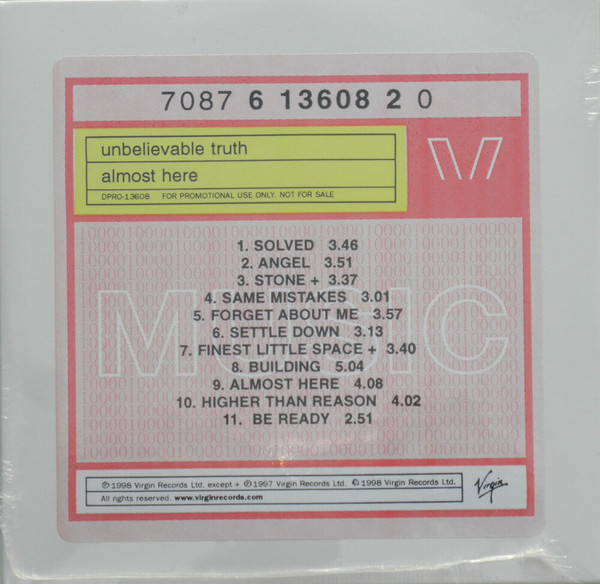 7087 6 13608 2 0
unbelievable truth
almost here
DPRO-13608 FOR PROMOTIONAL USE ONLY. NOT FOR SALE
MUSIC
1. SOLVED 3.46
2. ANGEL 3.51
3. STONE + 3.37
4. SAME MISTAKES 3.01
5. FORGET ABOUT ME 3.57
6. SETTLE DOWN 3.13
7. FINEST LITTLE SPACE + 3.40
8. BUILDING 5.04
9. ALMOST HERE 4.08
10. HIGHER THAN REASON 4.02
11. BE READY 2.51
℗ 1998 Virgin Records Ltd. except + ℗ 1997 Virgin Records Ltd. © 1998 Virgin Records Ltd.
All rights reserved. www.virginrecords.com
Virgin